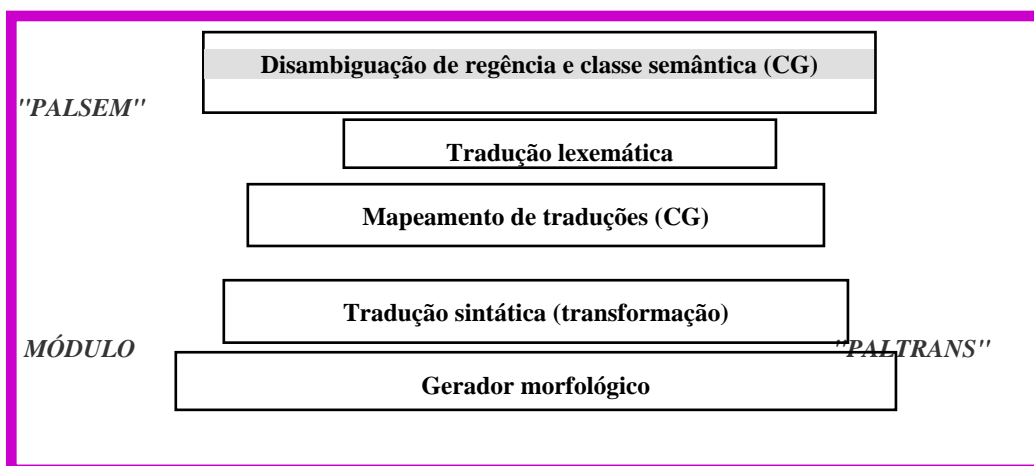 Disambiguação de regência e classe semântica (CG)
"PALSEM"
Tradução lexemática
Mapeamento de traduções (CG)
Tradução sintática (transformação)
MÓDULO "PALTRANS"
Gerador morfológico